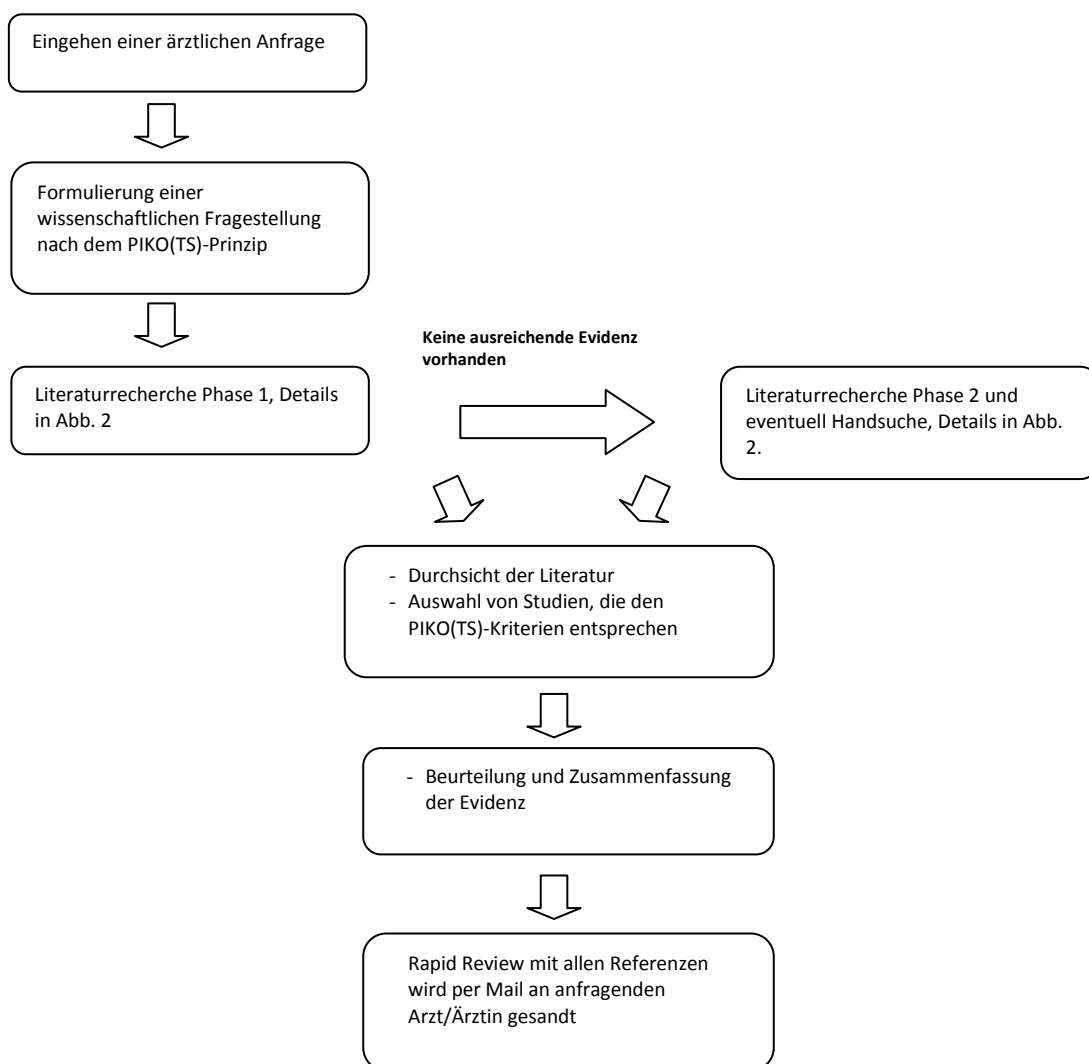 Eingehen einer ärztlichen Anfrage
Formulierung einer
wissenschaftlichen Fragestellung
nach dem PIKO(TS)-Prinzip
Keine ausreichende Evidenz
vorhanden
Literaturrecherche Phase 1, Details
in Abb. 2
Literaturrecherche Phase 2 und
eventuell Handsuche, Details in Abb.
2.
- Durchsicht der Literatur
- Auswahl von Studien, die den
PIKO(TS)-Kriterien entsprechen
- Beurteilung und Zusammenfassung
der Evidenz
Rapid Review mit allen Referenzen
wird per Mail an anfragenden
Arzt/Ärztin gesandt